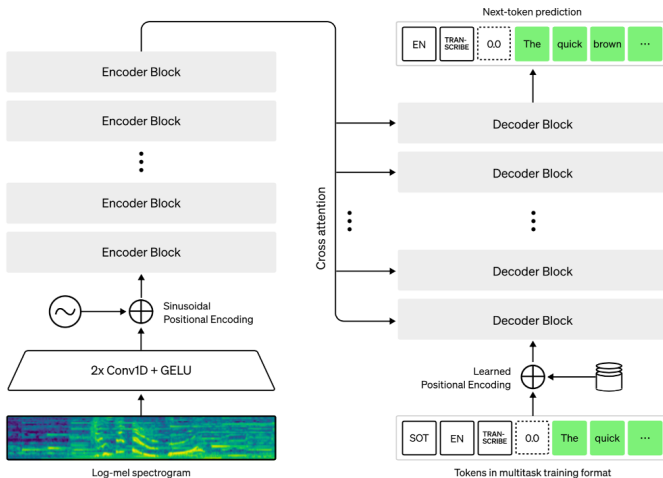 Next-token prediction
EN TRAN-SCRIBE 0.0 The quick brown ...
Encoder Block
Encoder Block
Encoder Block
Encoder Block
Sinusoidal
Positional Encoding
2x Conv1D + GELU
Log-mel spectrogram
Cross attention
Decoder Block
Decoder Block
Decoder Block
Decoder Block
Learned
Positional Encoding
SOT EN TRAN-SCRIBE 0.0 The quick ...
Tokens in multitask training format